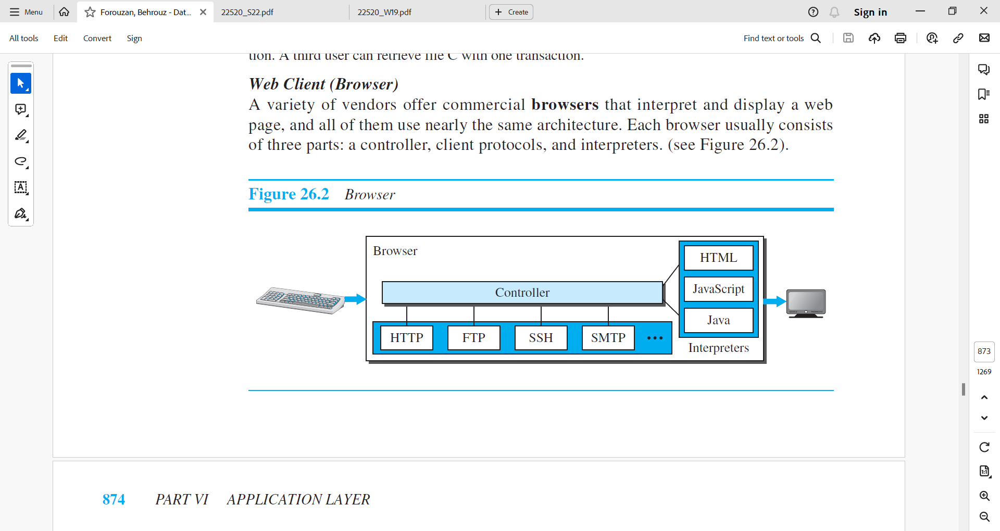 Menu
Forouzan, Behrouz - Dat...
22520_S22.pdf
22520_W19.pdf
+ Create
Sign in
All tools
Edit
Convert
Sign
Find text or tools
tion. A third user can retrieve file C with one transaction.
Web Client (Browser)
A variety of vendors offer commercial browsers that interpret and display a web
page, and all of them use nearly the same architecture. Each browser usually consists
of three parts: a controller, client protocols, and interpreters. (see Figure 26.2).
Figure 26.2 Browser
Browser
Controller
HTTP
FTP
SSH
SMTP
...
HTML
JavaScript
Java
Interpreters
873
1269
1:1
874 PART VI APPLICATION LAYER